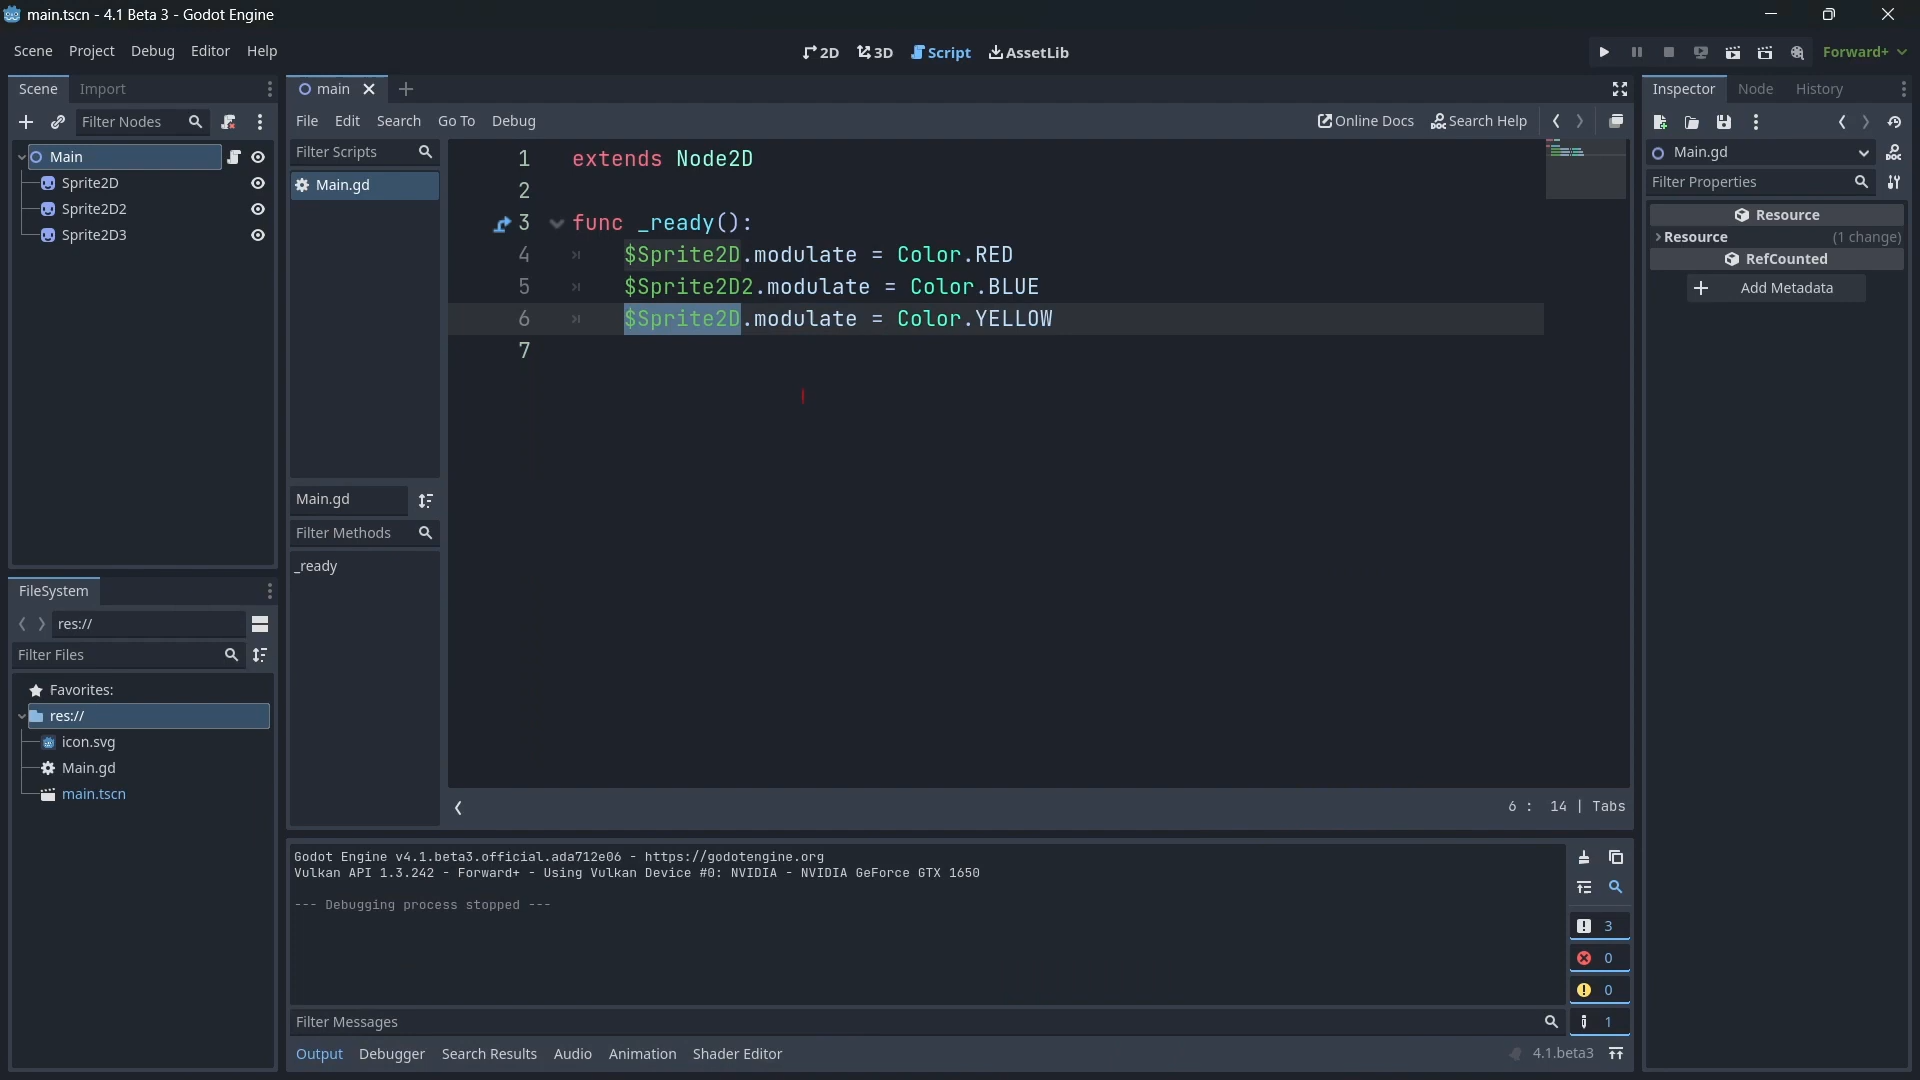 main.tscn - 4.1 Beta 3 - Godot Engine
Scene Project Debug Editor Help
2D 3D Script AssetLib
Forward+
Scene Import
Filter Nodes
Main
Sprite2D
Sprite2D2
Sprite2D3
FileSystem
res://
Filter Files
Favorites:
res://
icon.svg
Main.gd
main.tscn
main
File Edit Search Go To Debug
Online Docs Search Help
Filter Scripts
Main.gd
Main.gd
Filter Methods
_ready
1 extends Node2D
2
3 func _ready():
4 $Sprite2D.modulate = Color.RED
5 $Sprite2D2.modulate = Color.BLUE
6 $Sprite2D.modulate = Color.YELLOW
7
6 : 14 | Tabs
Godot Engine v4.1.beta3.official.ada712e06 - https://godotengine.org
Vulkan API 1.3.242 - Forward+ - Using Vulkan Device #0: NVIDIA - NVIDIA GeForce GTX 1650
--- Debugging process stopped ---
3
0
0
1
Filter Messages
Output Debugger Search Results Audio Animation Shader Editor
4.1.beta3
Inspector Node History
Main.gd
Filter Properties
Resource
Resource (1 change)
RefCounted
Add Metadata